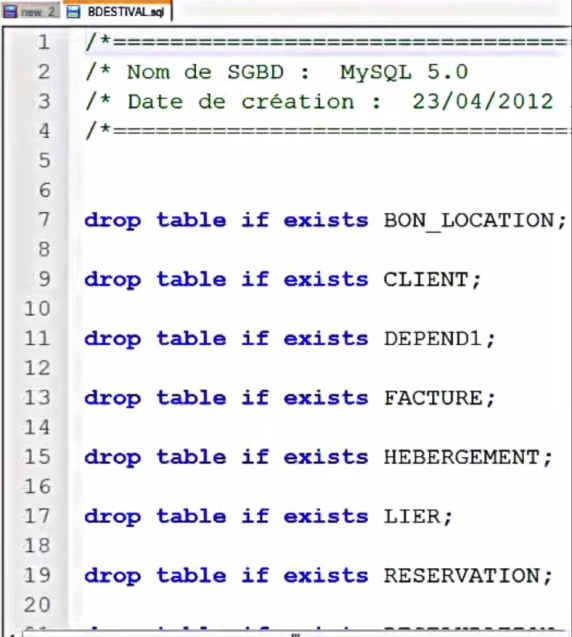 new 2 BDESTIVAL.sql
1 /*================================
2 /* Nom de SGBD : MySQL 5.0
3 /* Date de création : 23/04/2012
4 /*================================
5
6
7 drop table if exists BON_LOCATION;
8
9 drop table if exists CLIENT;
10
11 drop table if exists DEPEND1;
12
13 drop table if exists FACTURE;
14
15 drop table if exists HEBERGEMENT;
16
17 drop table if exists LIER;
18
19 drop table if exists RESERVATION;
20